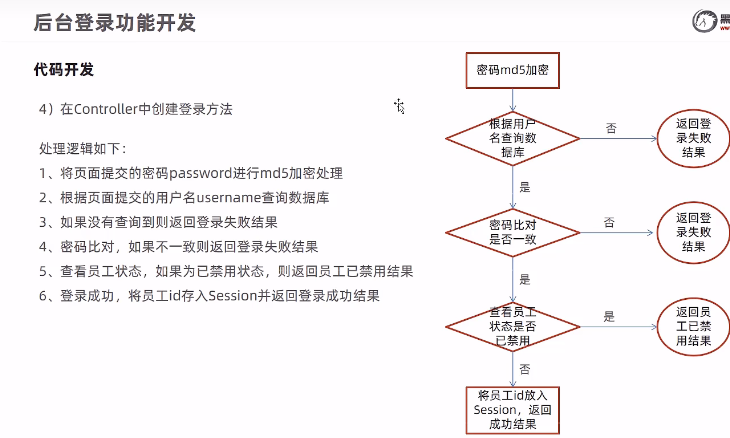 后台登录功能开发
黑
代码开发
4）在Controller中创建登录方法
处理逻辑如下：
1、将页面提交的密码password进行md5加密处理
2、根据页面提交的用户名username查询数据库
3、如果没有查询到则返回登录失败结果
4、密码比对，如果不一致则返回登录失败结果
5、查看员工状态，如果为已禁用状态，则返回员工已禁用结果
6、登录成功，将员工id存入Session并返回登录成功结果
密码md5加密
根据用户
名查询数
据库
否
返回登
录失败
结果
是
密码比对
是否一致
否
返回登
录失败
结果
是
查看员工
状态是否
已禁用
是
返回员
工已禁
用结果
否
将员工id放入
Session，返回
成功结果